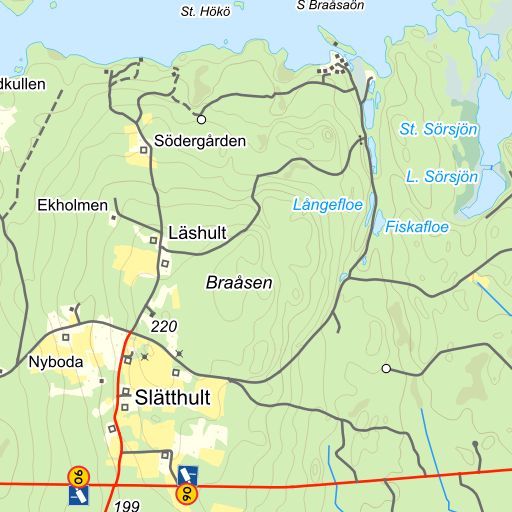 St. Hökö
S Braåsaön
dkullen
Södergården
St. Sörsjön
L. Sörsjön
Ekholmen
Långefloe
Läshult
Fiskafloe
Braåsen
220
Nyboda
Slätthult
90
90
199